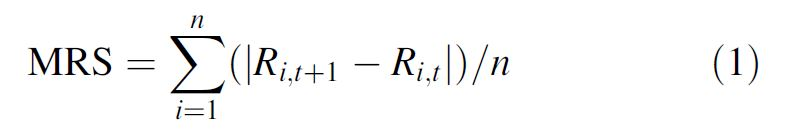 MRS = \sum_{i=1}^{n} (|R_{i,t+1} − R_{i,t}|)/n (1)